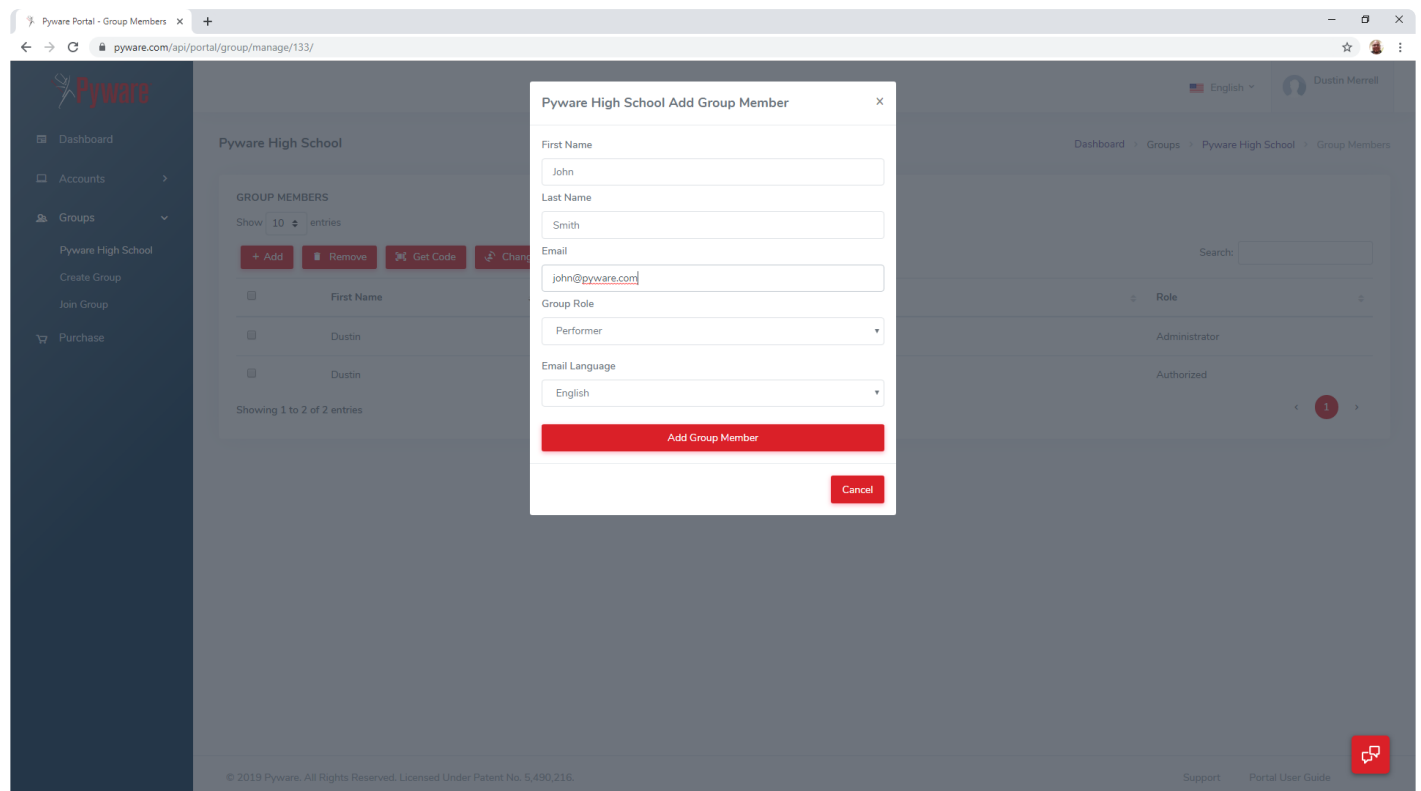 Pyware Portal - Group Members
pyware.com/api/portal/group/manage/133/
Pyware
English
Dustin Merrell
Dashboard
Accounts
Groups
Pyware High School
Create Group
Join Group
Purchase
Pyware High School
Dashboard Groups Pyware High School Group Members
GROUP MEMBERS
Show 10 entries
+ Add Remove Get Code Chang
Search:
First Name Role
Dustin Administrator
Dustin Authorized
Showing 1 to 2 of 2 entries
1
Pyware High School Add Group Member x
First Name
John
Last Name
Smith
Email
john@pyware.com
Group Role
Performer
Email Language
English
Add Group Member
Cancel
© 2019 Pyware. All Rights Reserved. Licensed Under Patent No. 5,490,216.
Support Portal User Guide